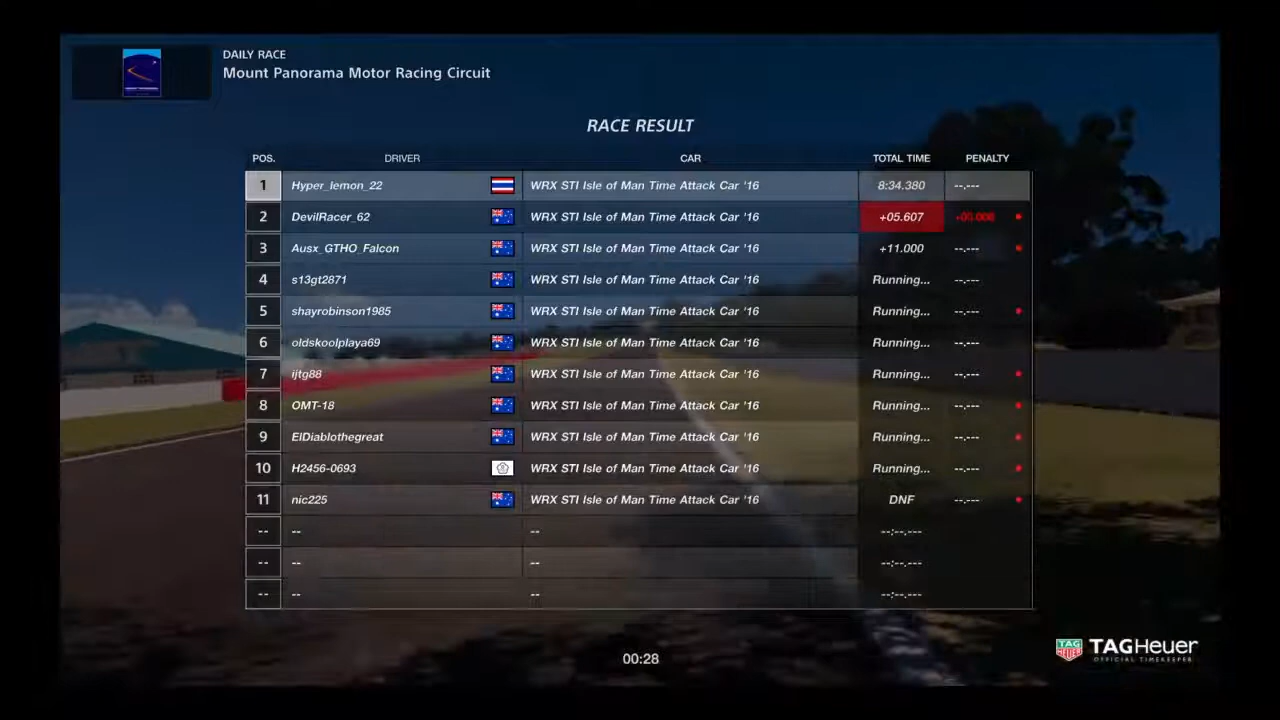 DAILY RACE
Mount Panorama Motor Racing Circuit
RACE RESULT
POS. DRIVER CAR TOTAL TIME PENALTY
1 Hyper_lemon_22 WRX STI Isle of Man Time Attack Car '16 8:34.380 --.---
2 DevilRacer_62 WRX STI Isle of Man Time Attack Car '16 +05.607
3 Ausx_GTHO_Falcon WRX STI Isle of Man Time Attack Car '16 +11.000 --.---
4 s13gt2871 WRX STI Isle of Man Time Attack Car '16 Running... --.---
5 shayrobinson1985 WRX STI Isle of Man Time Attack Car '16 Running... --.---
6 oldskoolplaya69 WRX STI Isle of Man Time Attack Car '16 Running... --.---
7 ijtg88 WRX STI Isle of Man Time Attack Car '16 Running... --.---
8 OMT-18 WRX STI Isle of Man Time Attack Car '16 Running... --.---
9 ElDiablothegreat WRX STI Isle of Man Time Attack Car '16 Running... --.---
10 H2456-0693 WRX STI Isle of Man Time Attack Car '16 Running... --.---
11 nic225 WRX STI Isle of Man Time Attack Car '16 DNF --.---
-- -- -- --:--.---
-- -- -- --:--.---
-- -- -- --:--.---
TAG HEUER TAGHeuer
OFFICIAL TIMEKEEPER
00:28